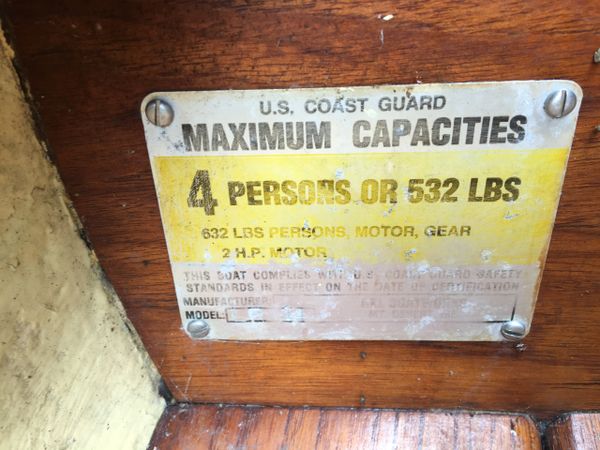 U.S. COAST GUARD
MAXIMUM CAPACITIES
4 PERSONS OR 532 LBS
632 LBS PERSONS, MOTOR, GEAR
2 H.P. MOTOR
THIS BOAT COMPLIES WITH U.S. COAST GUARD SAFETY
STANDARDS IN EFFECT ON THE DATE OF CERTIFICATION
MANUFACTURER:
MODEL: